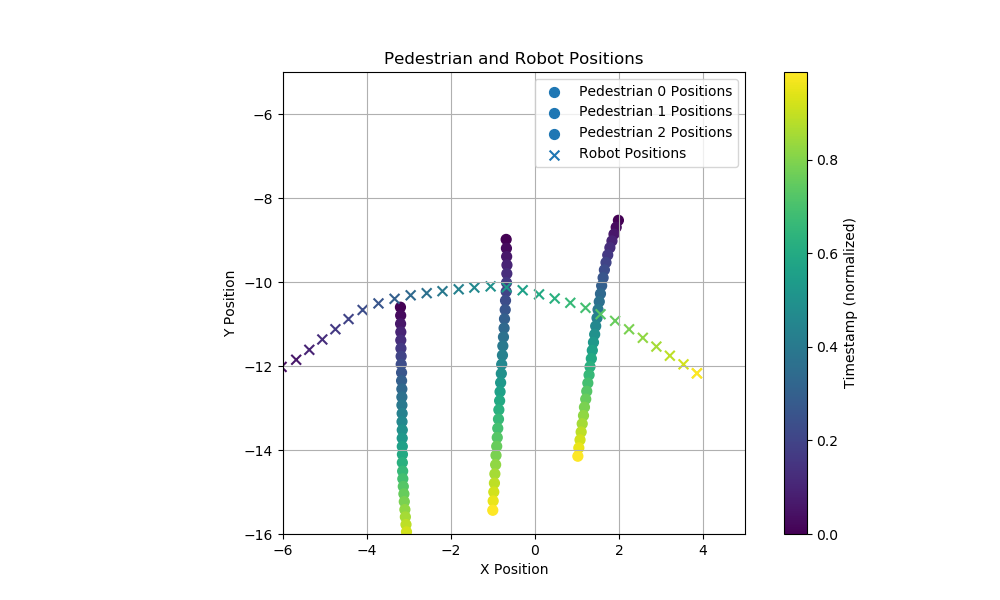 Pedestrian and Robot Positions
Pedestrian 0 Positions
Pedestrian 1 Positions
Pedestrian 2 Positions
Robot Positions
−6
−8
−10
−12
−14
−16
Y Position
−6 −4 −2 0 2 4
X Position
0.8
0.6
0.4
0.2
0.0
Timestamp (normalized)